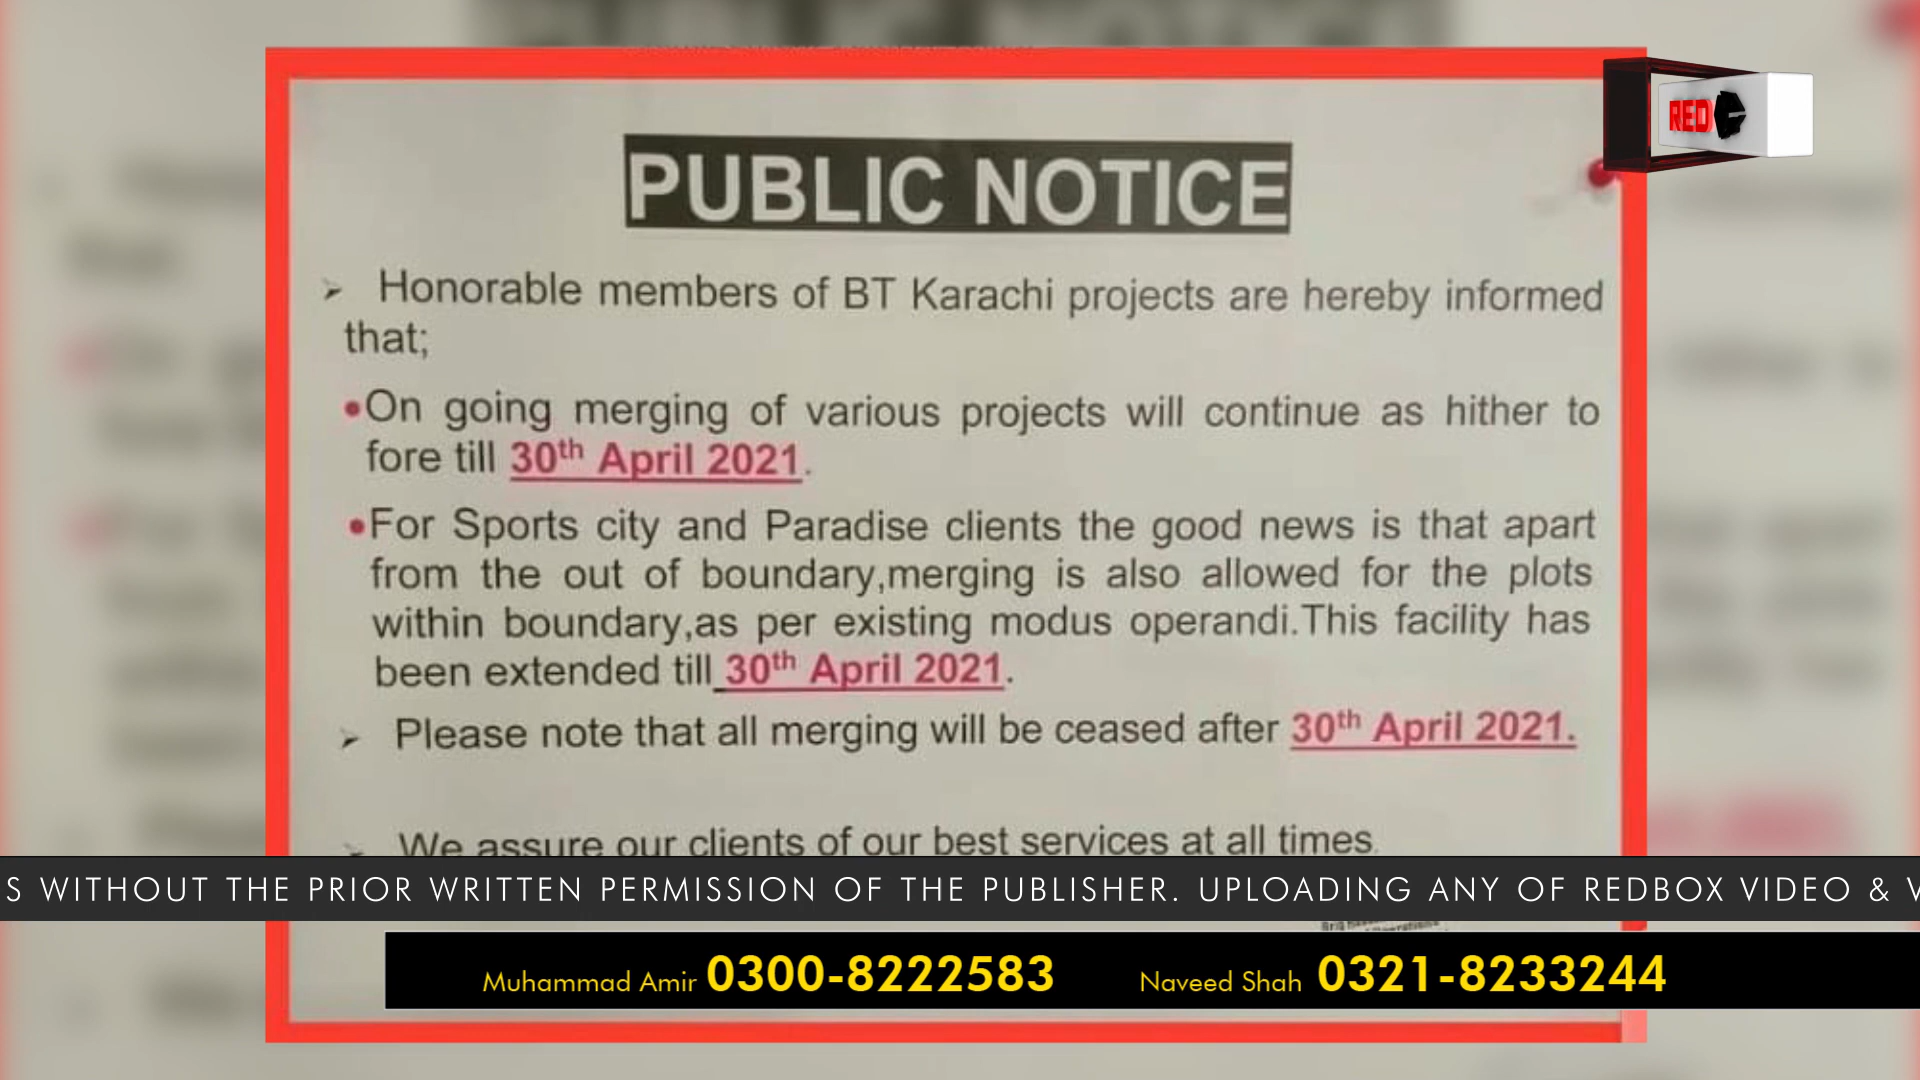 RED
PUBLIC NOTICE
➢ Honorable members of BT Karachi projects are hereby informed
that;
•On going merging of various projects will continue as hither to
fore till 30th April 2021.
•For Sports city and Paradise clients the good news is that apart
from the out of boundary,merging is also allowed for the plots
within boundary,as per existing modus operandi.This facility has
been extended till 30th April 2021.
➢ Please note that all merging will be ceased after 30th April 2021.
➢ We assure our clients of our best services at all times.
S WITHOUT THE PRIOR WRITTEN PERMISSION OF THE PUBLISHER. UPLOADING ANY OF REDBOX VIDEO & V
Muhammad Amir 0300-8222583 Naveed Shah 0321-8233244